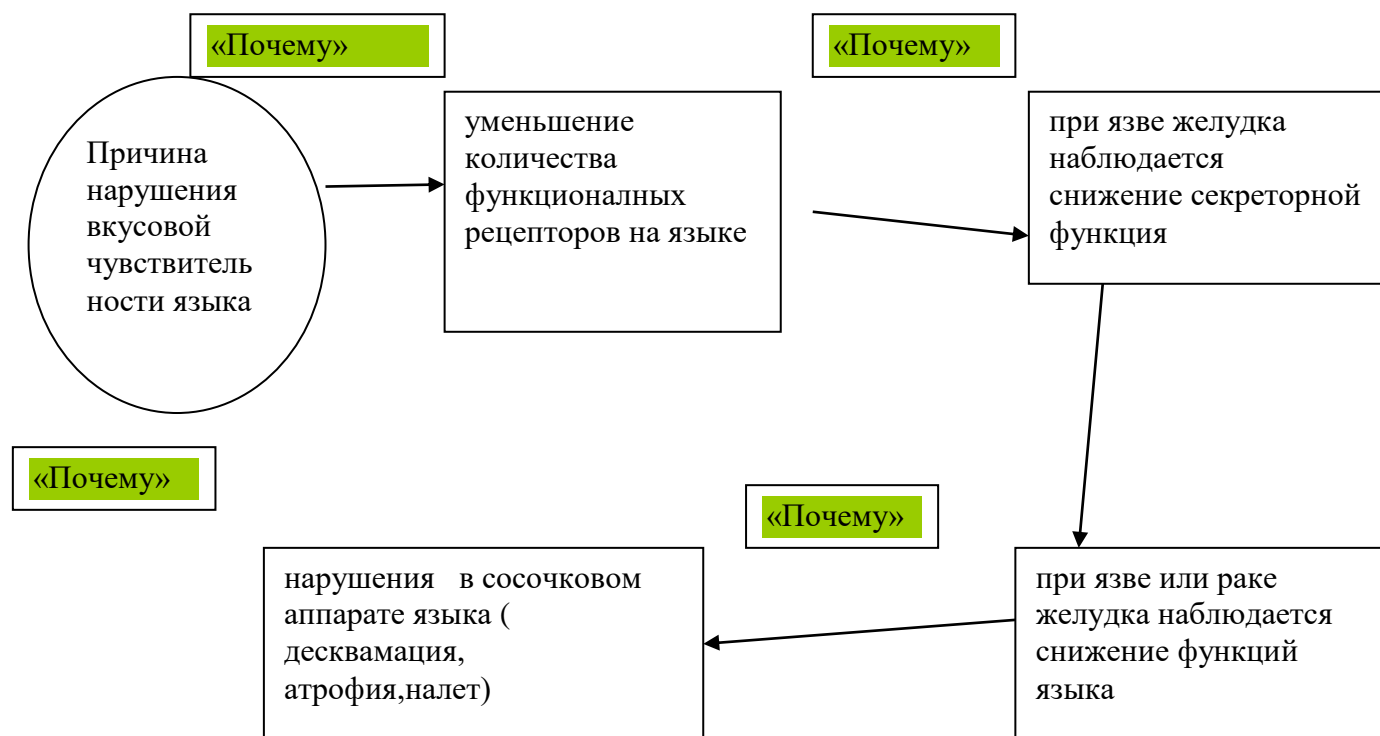 «Почему»
«Почему»
Причина
нарушения
вкусовой
чувствитель
ности языка
уменьшение
количества
функционалных
рецепторов на языке
при язве желудка
наблюдается
снижение секреторной
функция
«Почему»
«Почему»
нарушения в сосочковом
аппарате языка (
десквамация,
атрофия,налет)
при язве или раке
желудка наблюдается
снижение функций
языка